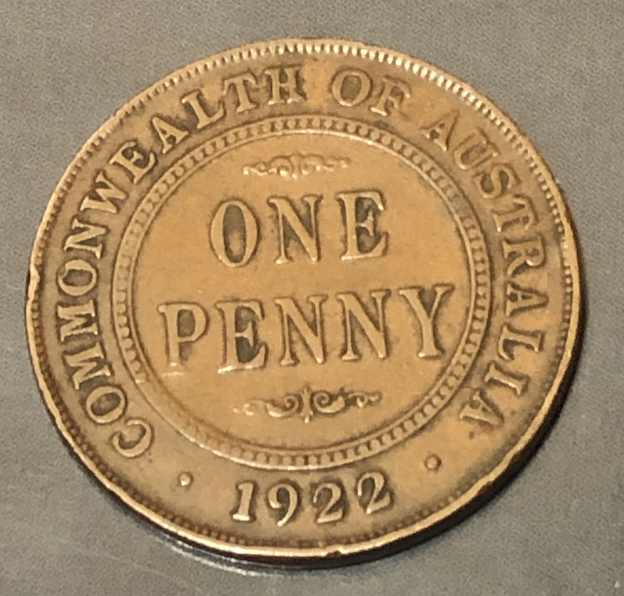 COMMONWEALTH OF AUSTRALIA
ONE
PENNY
· 1922 ·